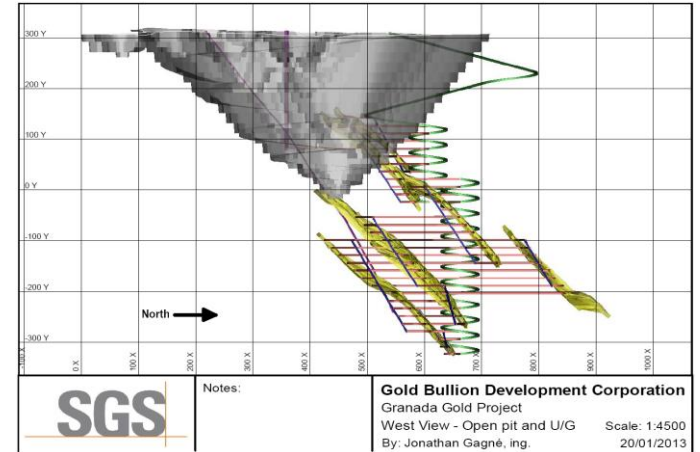 300 Y
200 Y
100 Y
0 Y
-100 Y
-200 Y
North
-300 Y
-100 X
0 X
100 X
200 X
300 X
400 X
500 X
600 X
700 X
800 X
900 X
1000 X
SGS
Notes:
Gold Bullion Development Corporation
Granada Gold Project
West View - Open pit and U/G Scale: 1:4500
By: Jonathan Gagné, ing. 20/01/2013